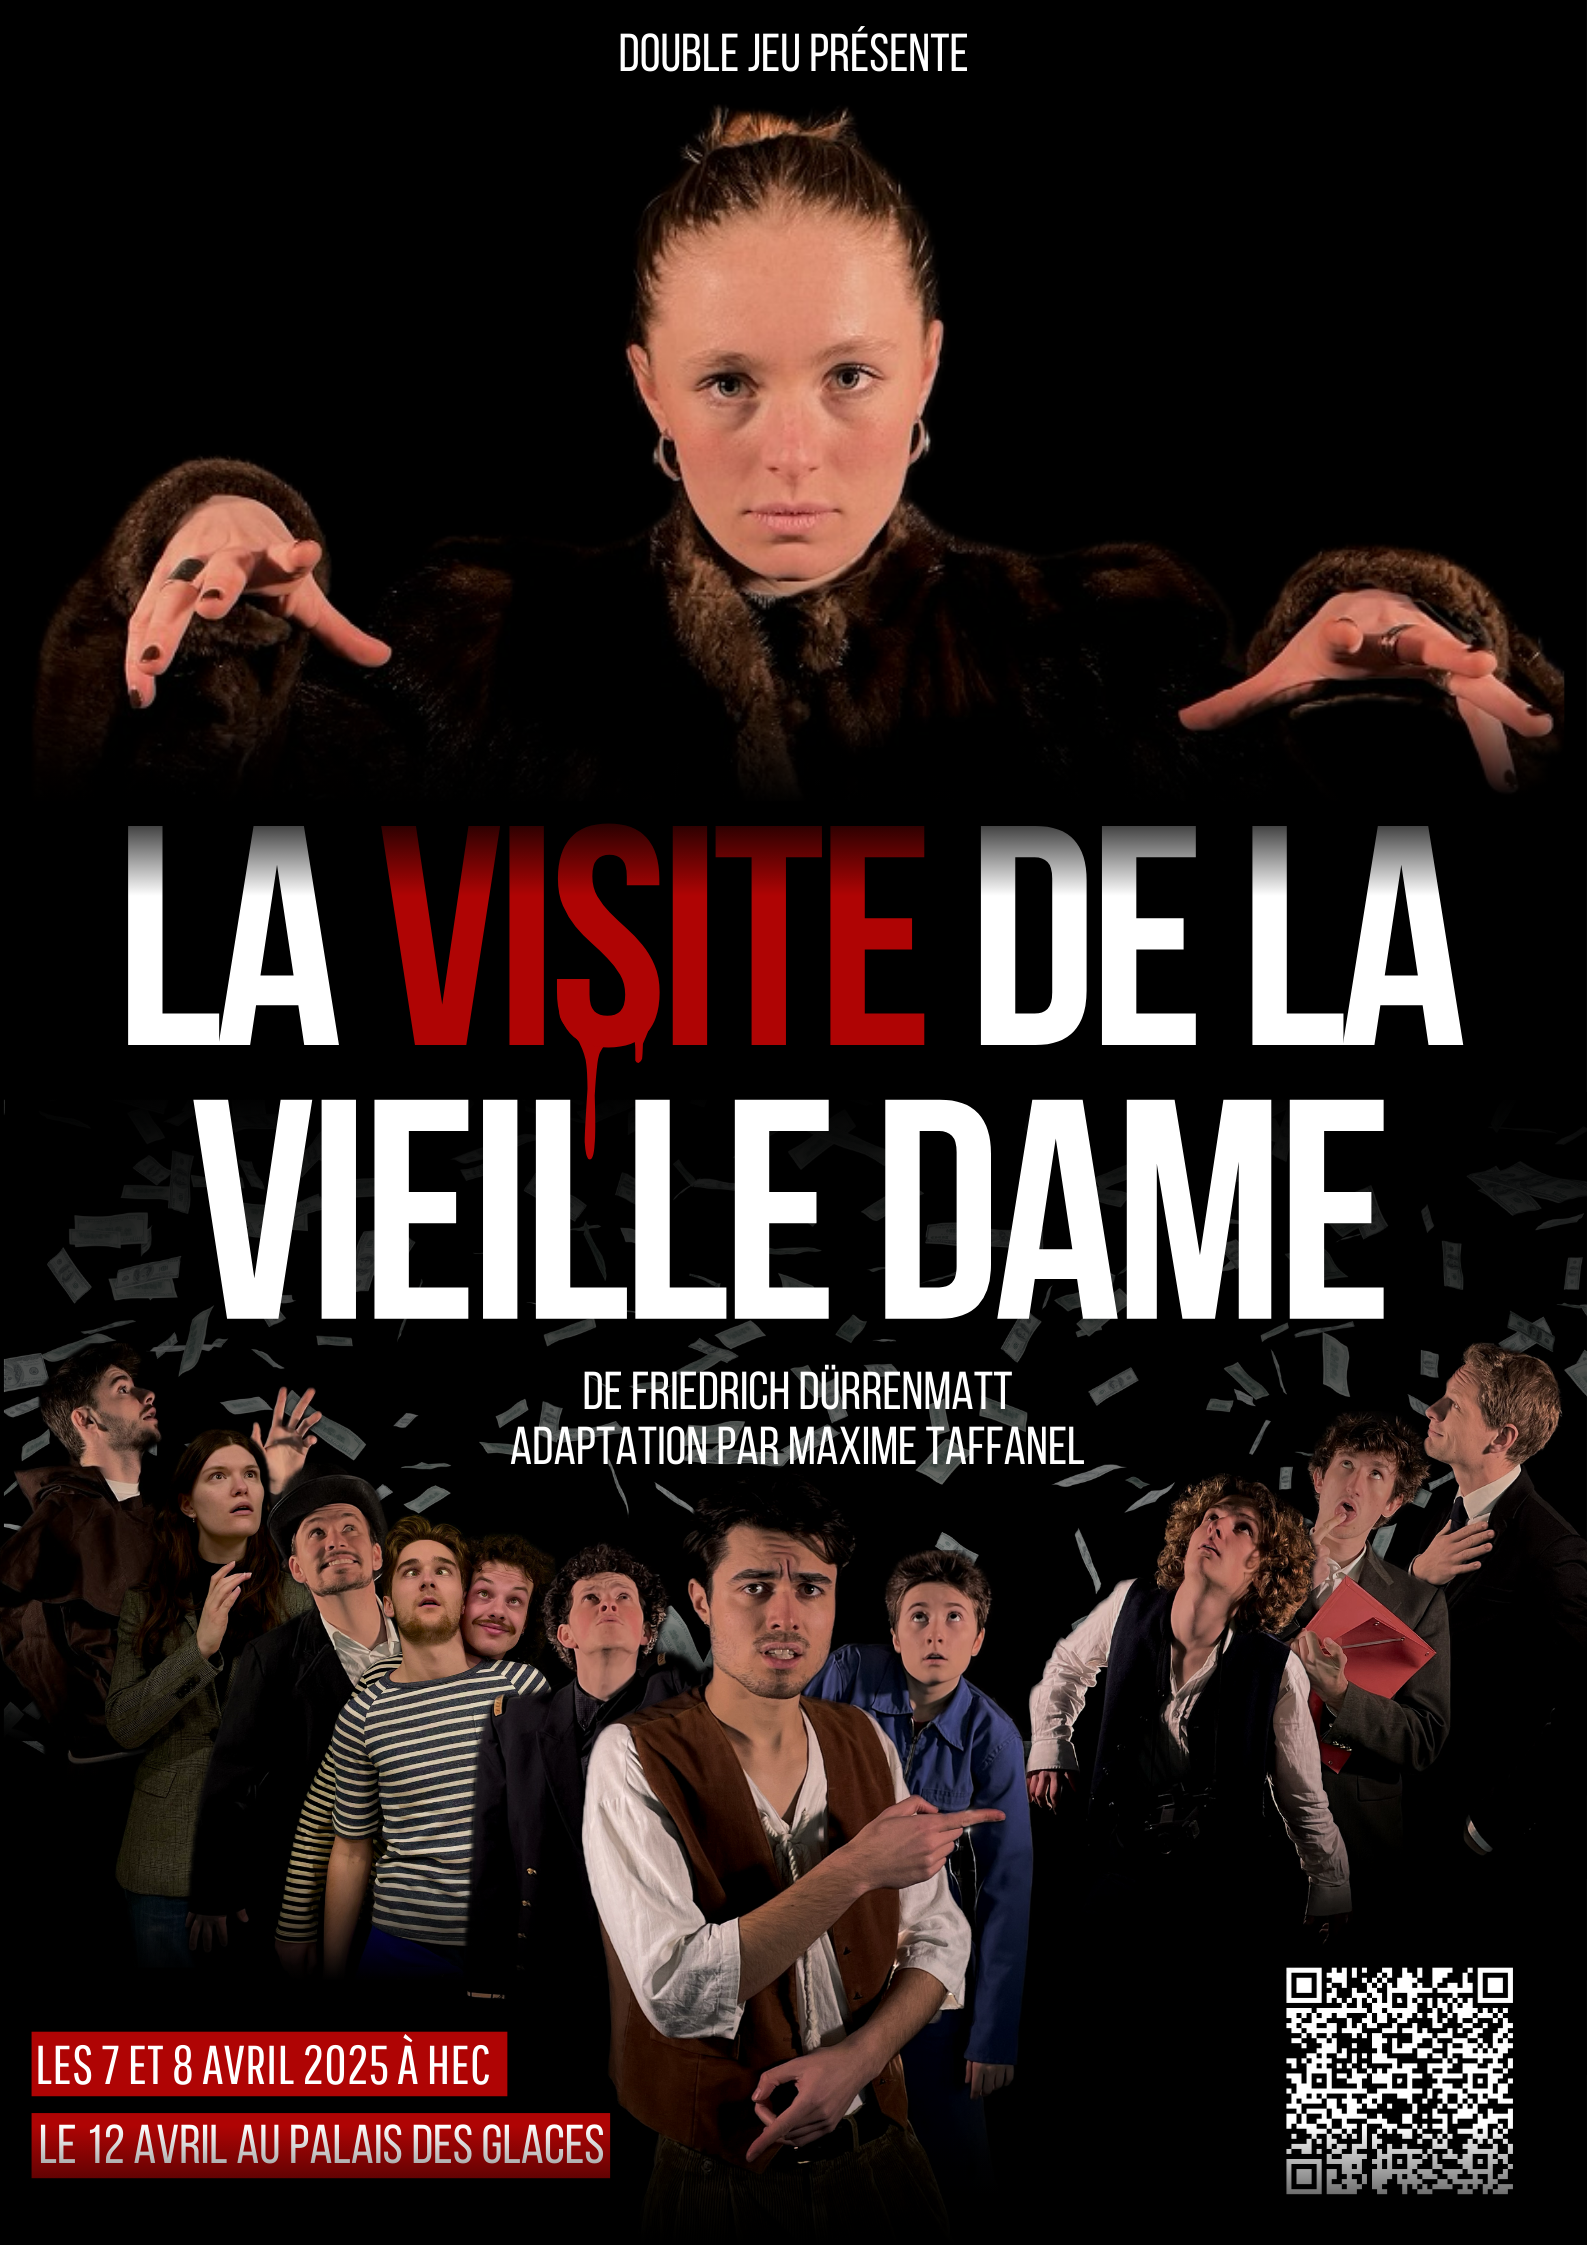 DOUBLE JEU PRÉSENTE
LA VISITE DE LA
VIEILLE DAME
DE FRIEDRICH DÜRRENMATT
ADAPTATION PAR MAXIME TAFFANEL
LES 7 ET 8 AVRIL 2025 À HEC
LE 12 AVRIL AU PALAIS DES GLACES